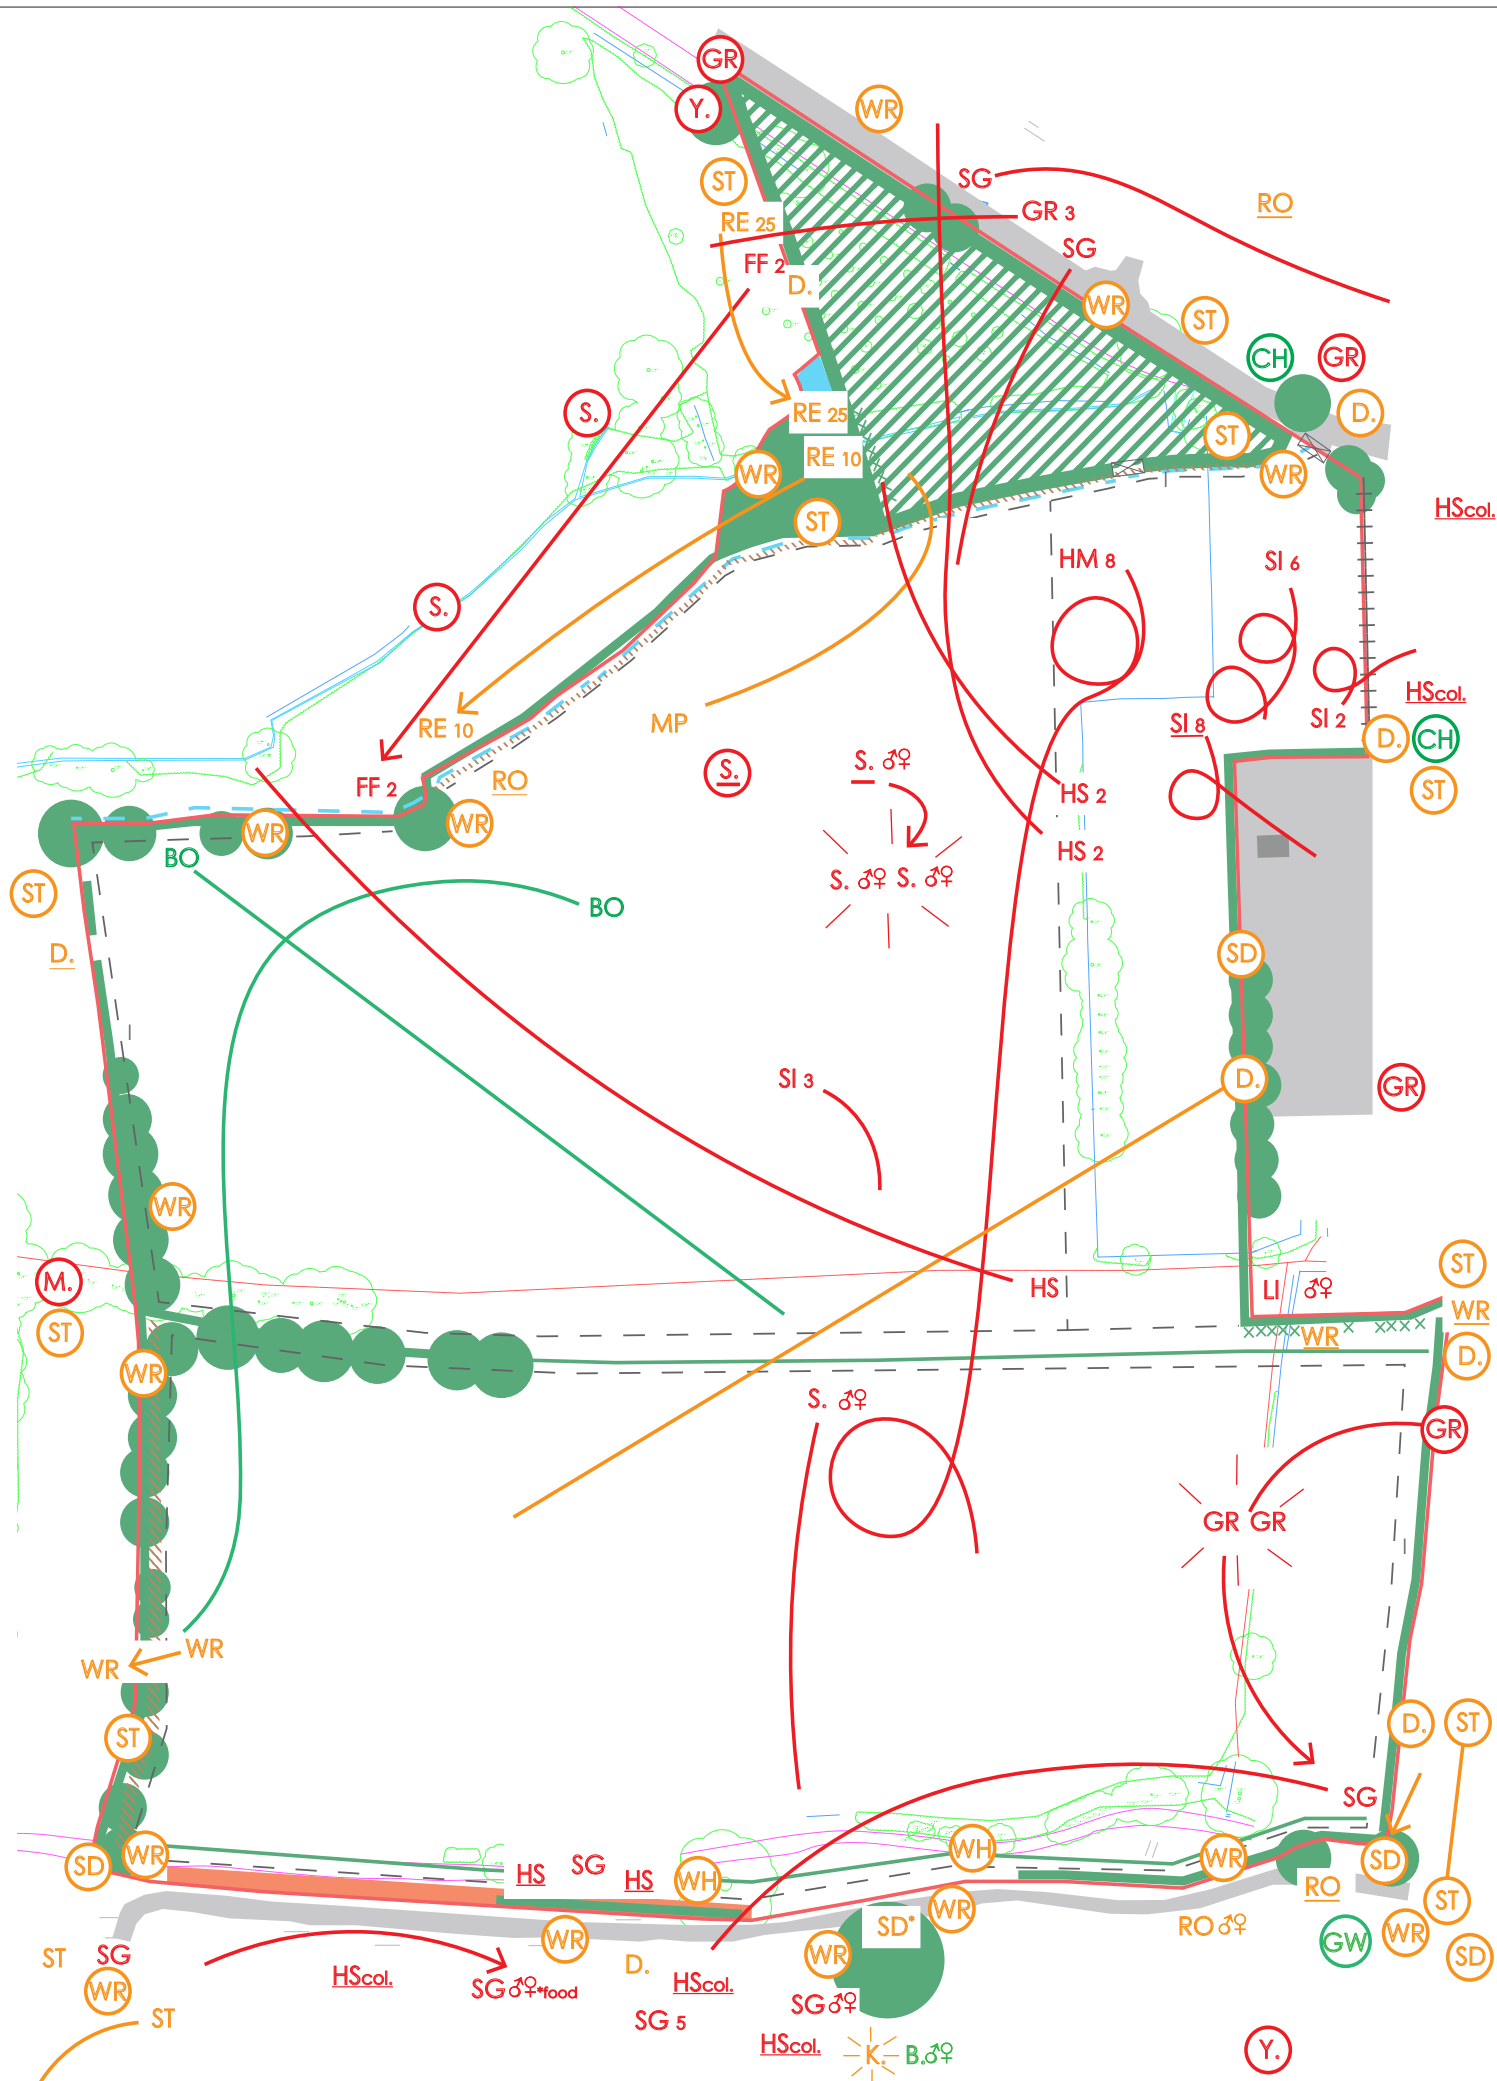 GR
Y.
WR
ST
SG
RO
RE 25
GR 3
SG
FF 2
D.
WR
ST
CH
GR
S.
RE 25
D.
ST
RE 10
WR
WR
HScol.
ST
HM 8
SI 6
S.
HScol.
MP
SI 8
SI 2
RE 10
D.
CH
S.
S. ♂♀
RO
FF 2
HS 2
ST
WR
WR
BO
HS 2
S. ♂♀ S. ♂♀
ST
BO
D.
SD
SI 3
D.
GR
WR
M.
HS
LI ♂♀
ST
ST
WR
WR
D.
WR
S. ♂♀
GR
GR GR
WR
WR
ST
D.
ST
SG
WR
SD
HS
SG
HS
WH
WH
WR
SD
RO
ST
WR
SD*
RO ♂♀
WR
GW
WR
ST
SG
WR
D.
SD
HScol.
SG♂♀*food
HScol.
SG♂♀
WR
ST
SG 5
HScol.
K.
B.♂♀
Y.